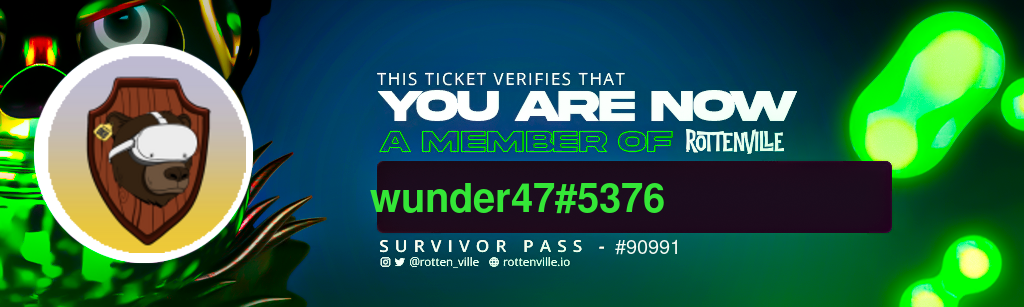 THIS TICKET VERIFIES THAT
YOU ARE NOW
A MEMBER OF ROTTENVILLE
wunder47#5376
SURVIVOR PASS - #90991
@rotten_ville rottenville.io